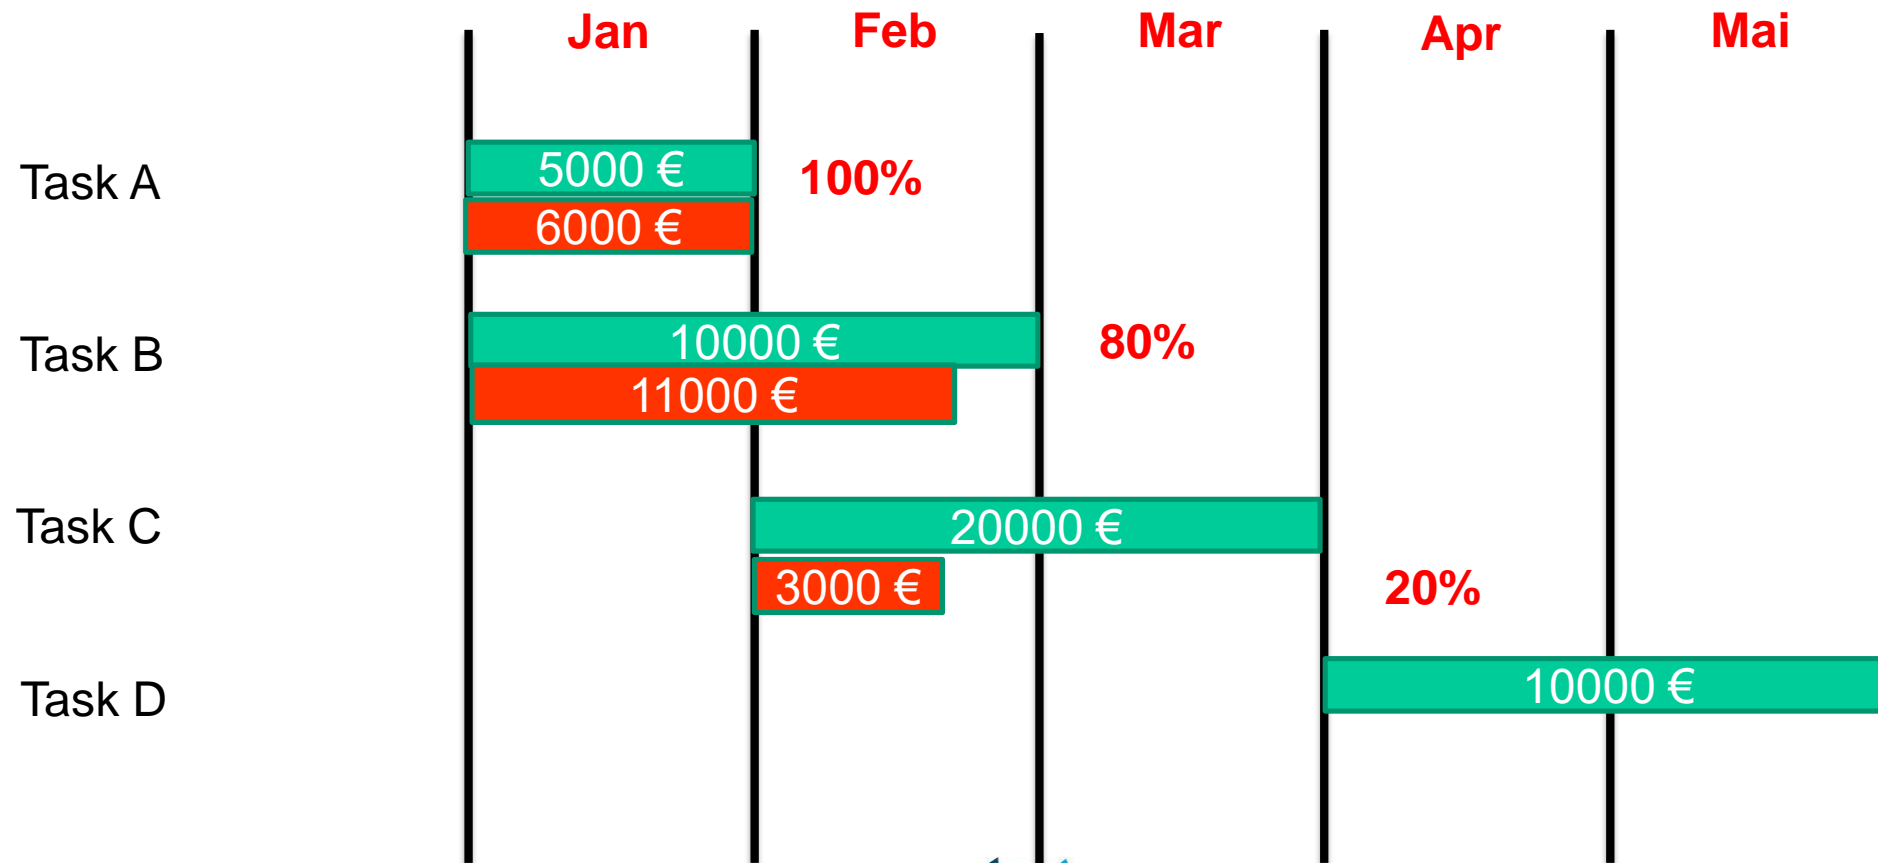 Jan Feb Mar Apr Mai
Task A 5000 € 100%
6000 €
Task B 10000 € 80%
11000 €
Task C 20000 €
3000 € 20%
Task D 10000 €